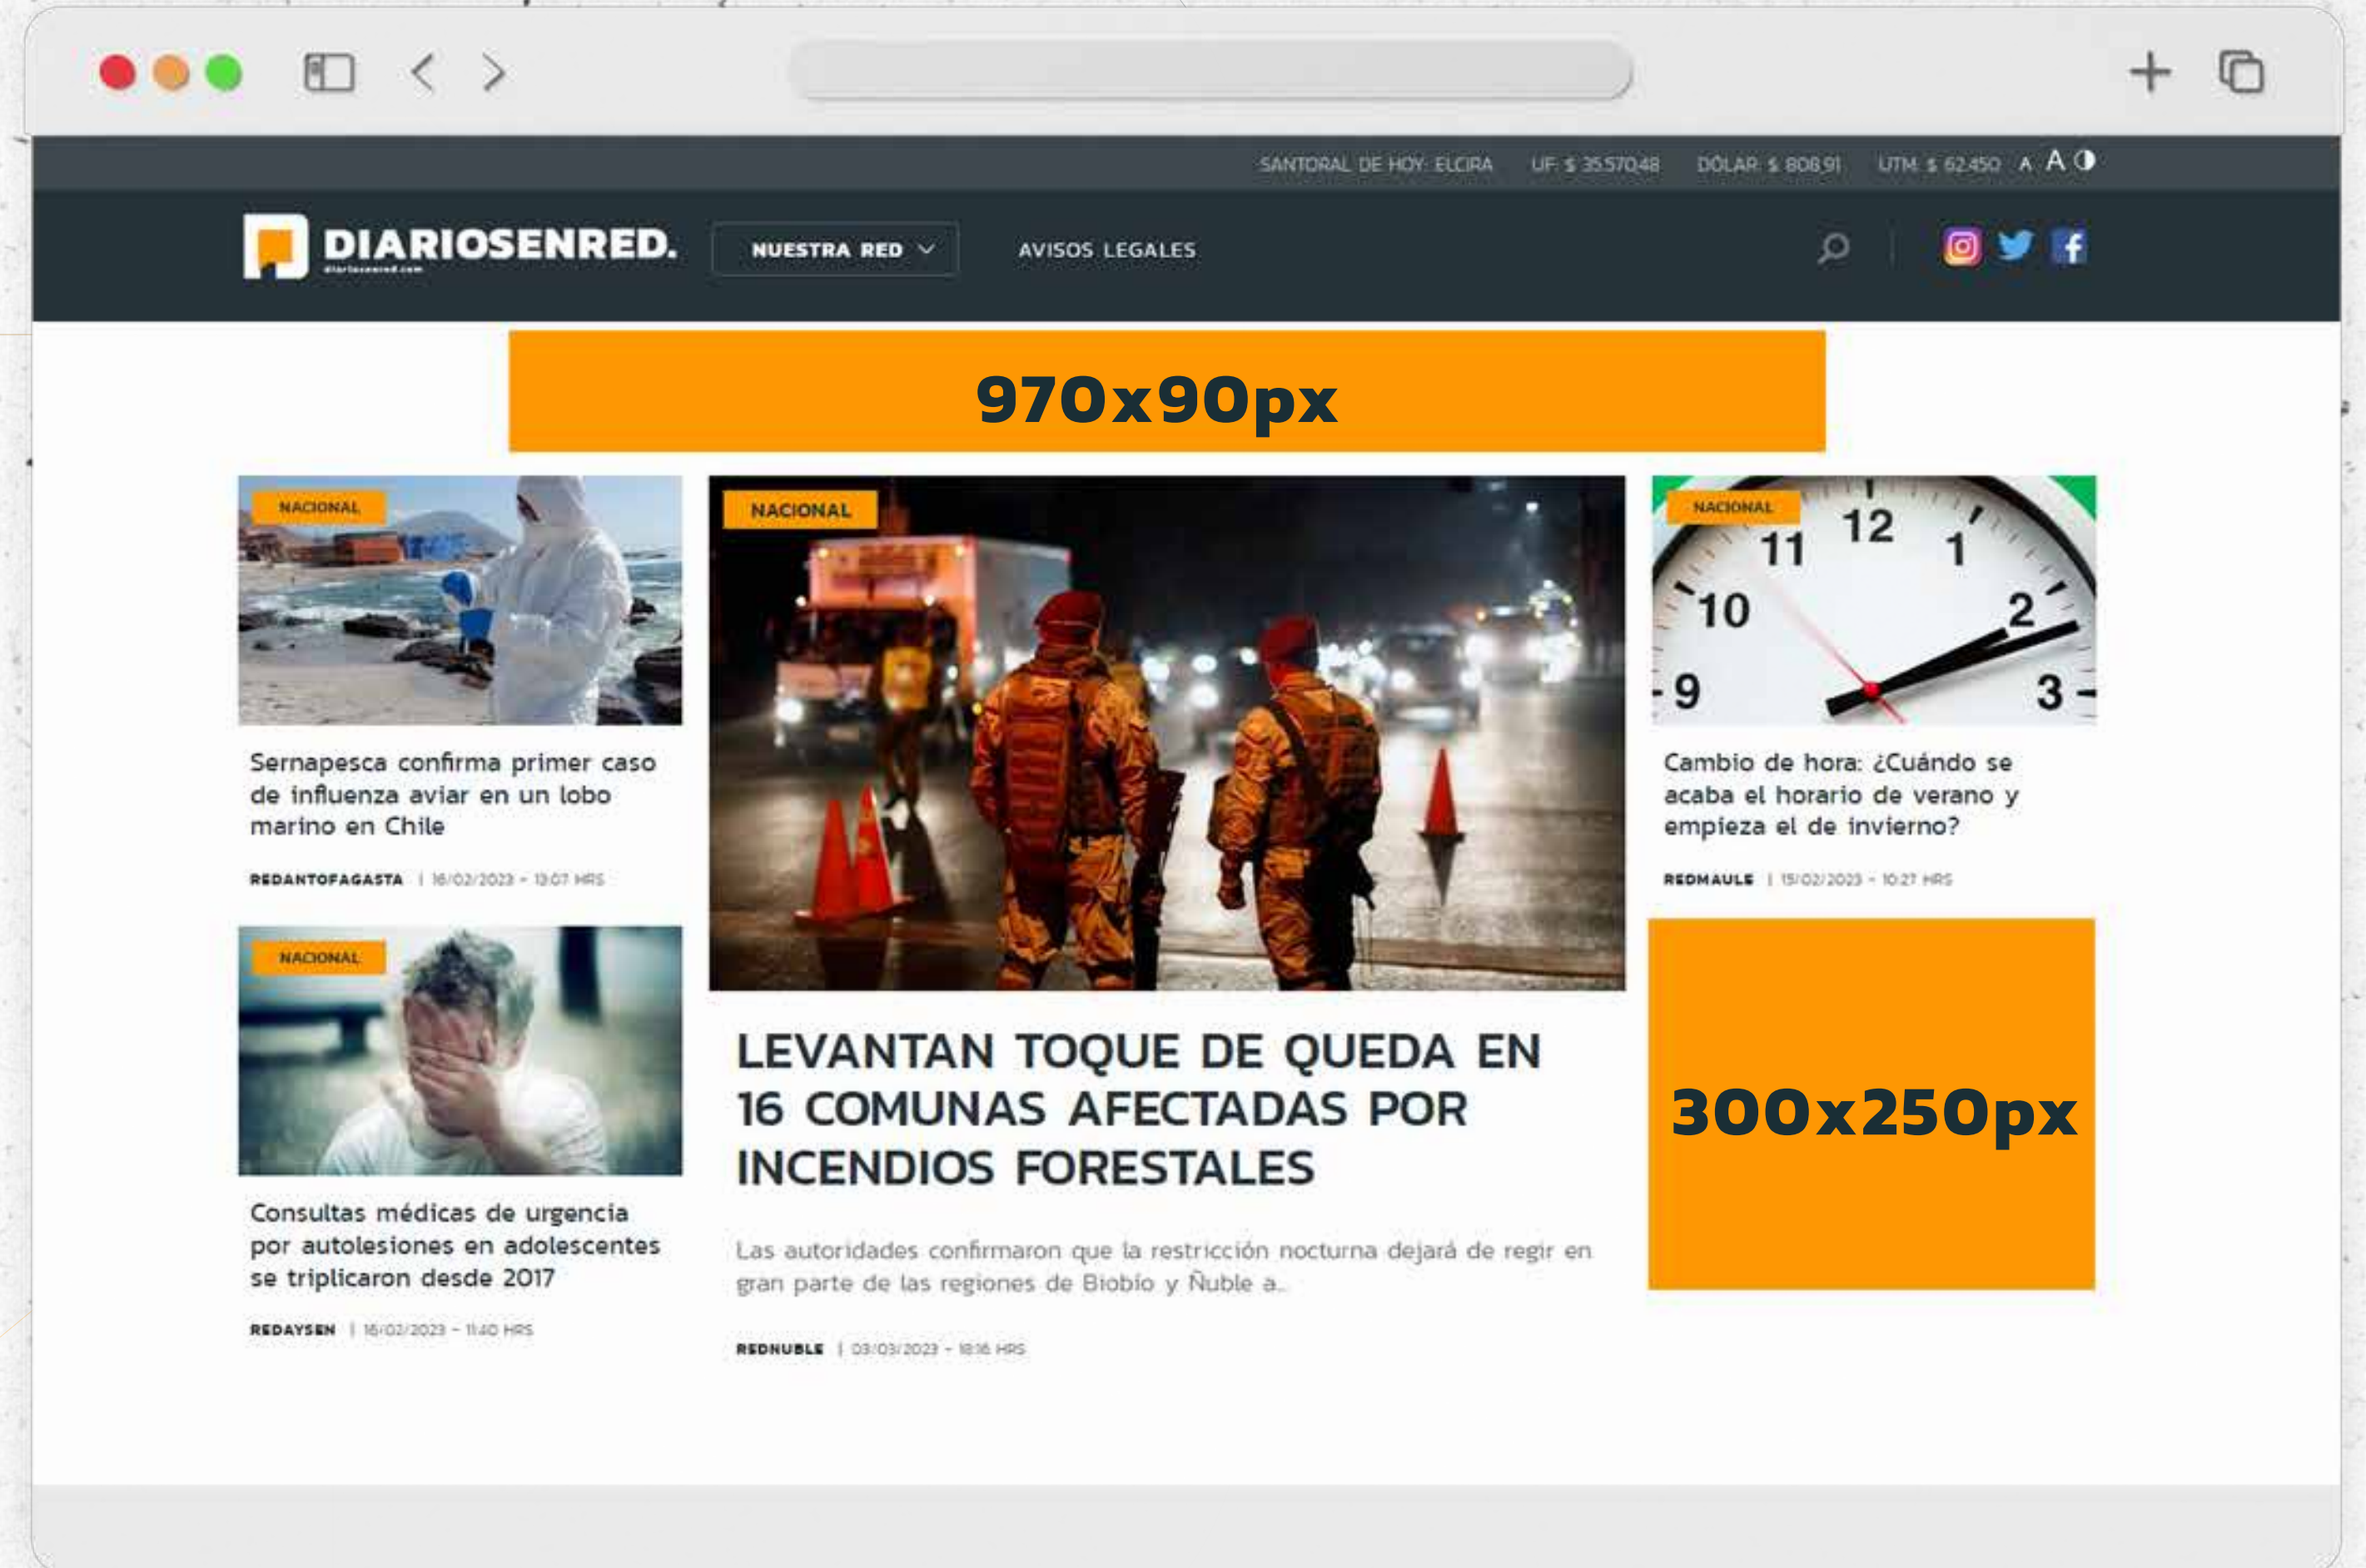 SANTORAL DE HOY: ELCIRA UF: $ 35.570,48 DÓLAR: $ 808,91 UTM: $ 62.450 A A
DIARIOSENRED.
diariosenred.com
NUESTRA RED
AVISOS LEGALES
970x90px
NACIONAL
Sernapesca confirma primer caso
de influenza aviar en un lobo
marino en Chile
REDANTOFAGASTA | 16/02/2023 - 13:07 HRS
NACIONAL
Consultas médicas de urgencia
por autolesiones en adolescentes
se triplicaron desde 2017
REDAYSEN | 16/02/2023 - 11:40 HRS
NACIONAL
LEVANTAN TOQUE DE QUEDA EN
16 COMUNAS AFECTADAS POR
INCENDIOS FORESTALES
Las autoridades confirmaron que la restricción nocturna dejará de regir en
gran parte de las regiones de Biobío y Ñuble a...
REDNUBLE | 03/03/2023 - 18:16 HRS
NACIONAL
12
11 1
10 2
9 3
Cambio de hora: ¿Cuándo se
acaba el horario de verano y
empieza el de invierno?
REDMAULE | 15/02/2023 - 10:27 HRS
300x250px